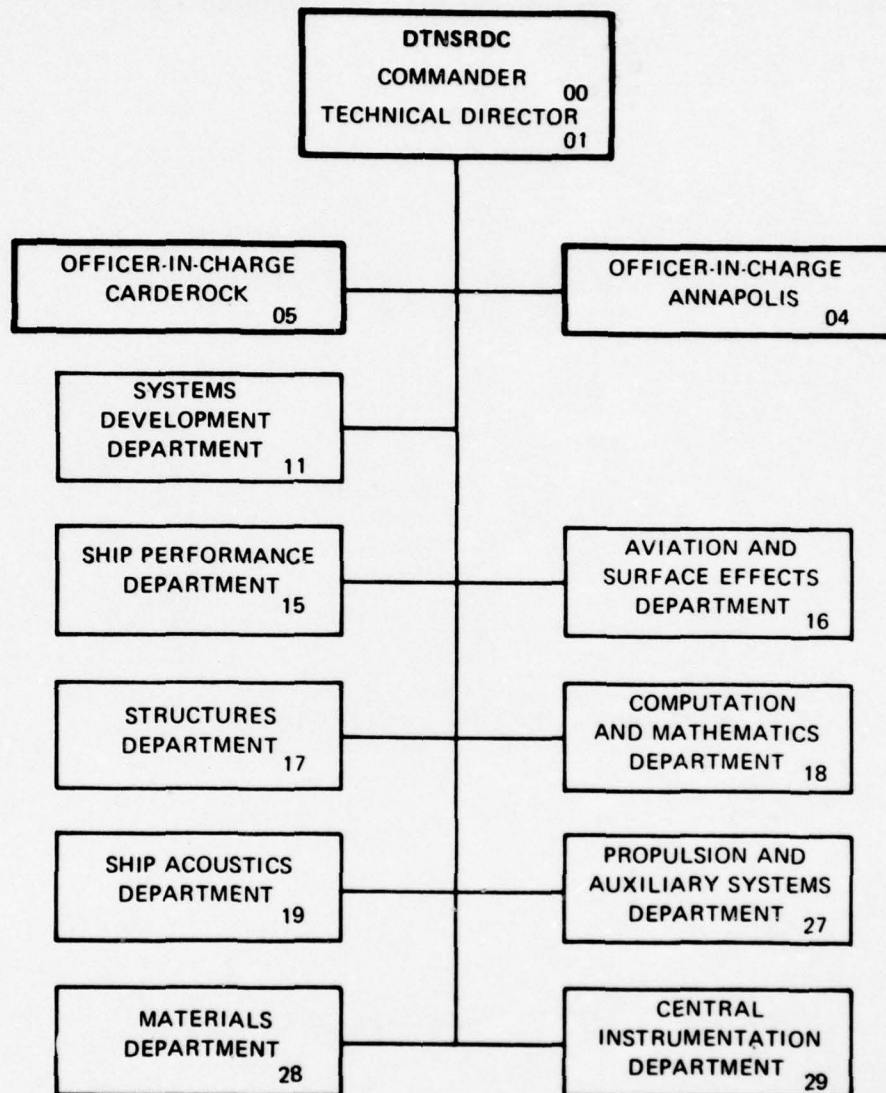 DTNSRDC
COMMANDER
00
TECHNICAL DIRECTOR
01
OFFICER-IN-CHARGE
CARDEROCK
05
OFFICER-IN-CHARGE
ANNAPOLIS
04
SYSTEMS
DEVELOPMENT
DEPARTMENT
11
SHIP PERFORMANCE
DEPARTMENT
15
AVIATION AND
SURFACE EFFECTS
DEPARTMENT
16
STRUCTURES
DEPARTMENT
17
COMPUTATION
AND MATHEMATICS
DEPARTMENT
18
SHIP ACOUSTICS
DEPARTMENT
19
PROPULSION AND
AUXILIARY SYSTEMS
DEPARTMENT
27
MATERIALS
DEPARTMENT
28
CENTRAL
INSTRUMENTATION
DEPARTMENT
29